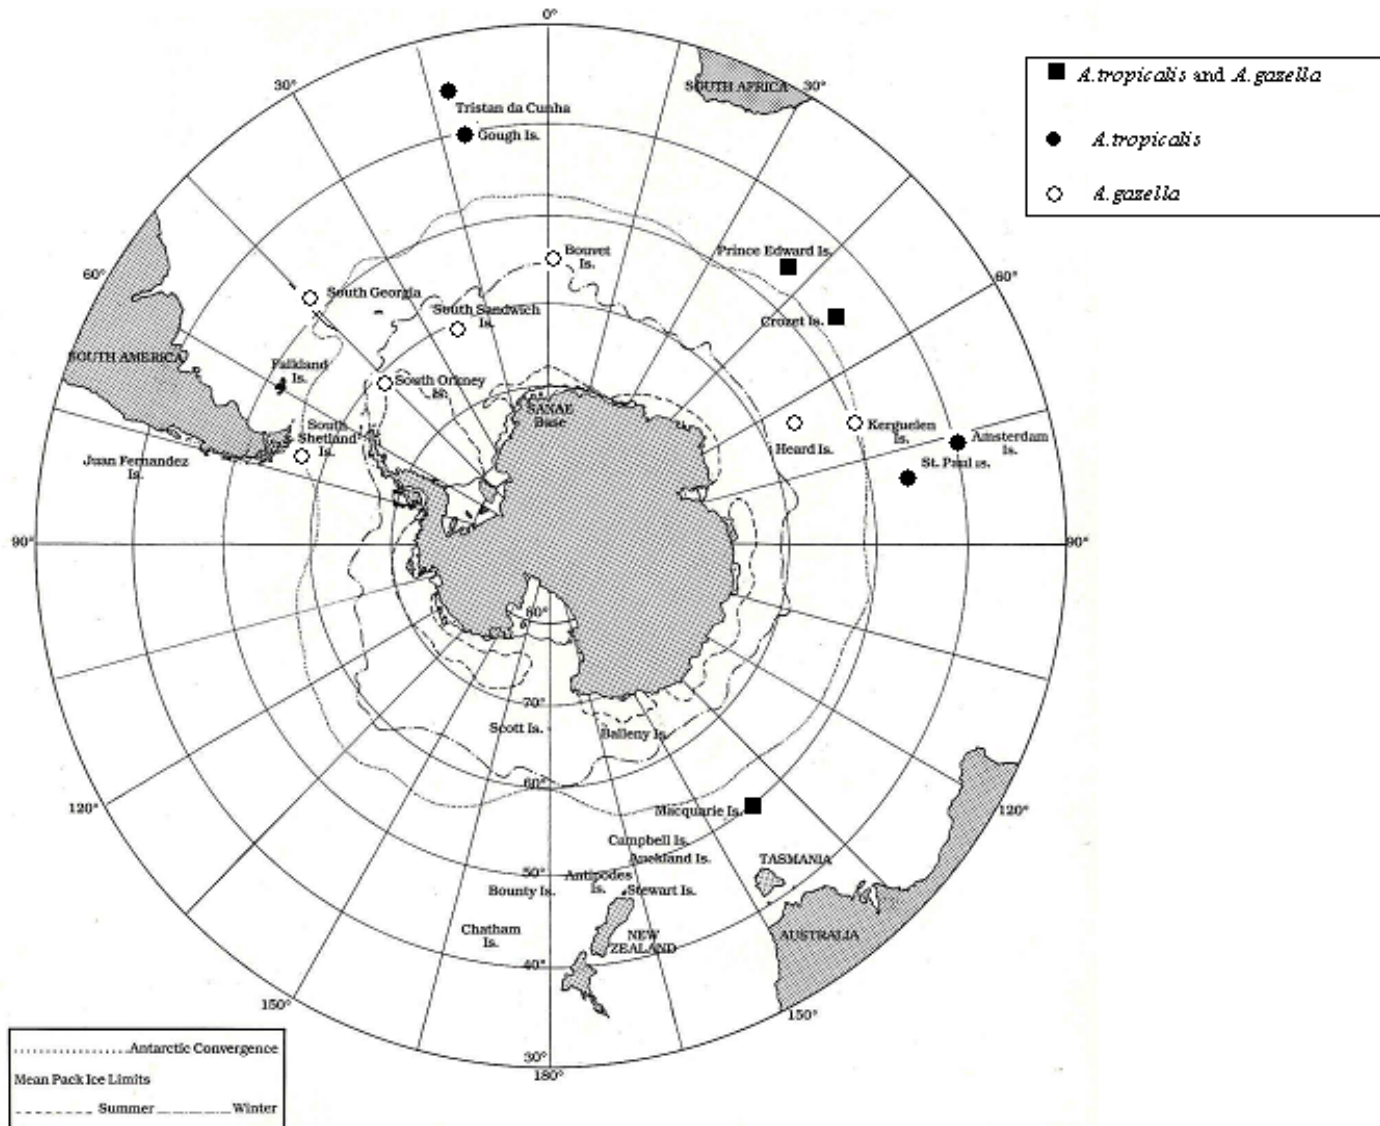 0°
30°
Tristan da Cunha
Gough Is.
SOUTH AFRICA
30°
A.tropicalis and A.gazella
A.tropicalis
A.gazella
60°
South Georgia
South Sandwich
Is.
Bouvet
Is.
Prince Edward Is.
Crozet Is.
60°
SOUTH AMERICA
Falkland
Is.
South Orkney
Is.
South
Shetland
Is.
Juan Fernandez
Is.
SANAE
Base
Heard Is.
Kerguelen
Is.
Amsterdam
Is.
St. Paul Is.
90°
90°
80°
70°
Scott Is.
Balleny Is.
60°
Macquarie Is.
Campbell Is.
Auckland Is.
50°
Antipodes
Is.
Bounty Is.
Stewart Is.
TASMANIA
Chatham
Is.
NEW
ZEALAND
AUSTRALIA
40°
120°
120°
150°
150°
30°
180°
Antarctic Convergence
Mean Pack Ice Limits
Summer
Winter